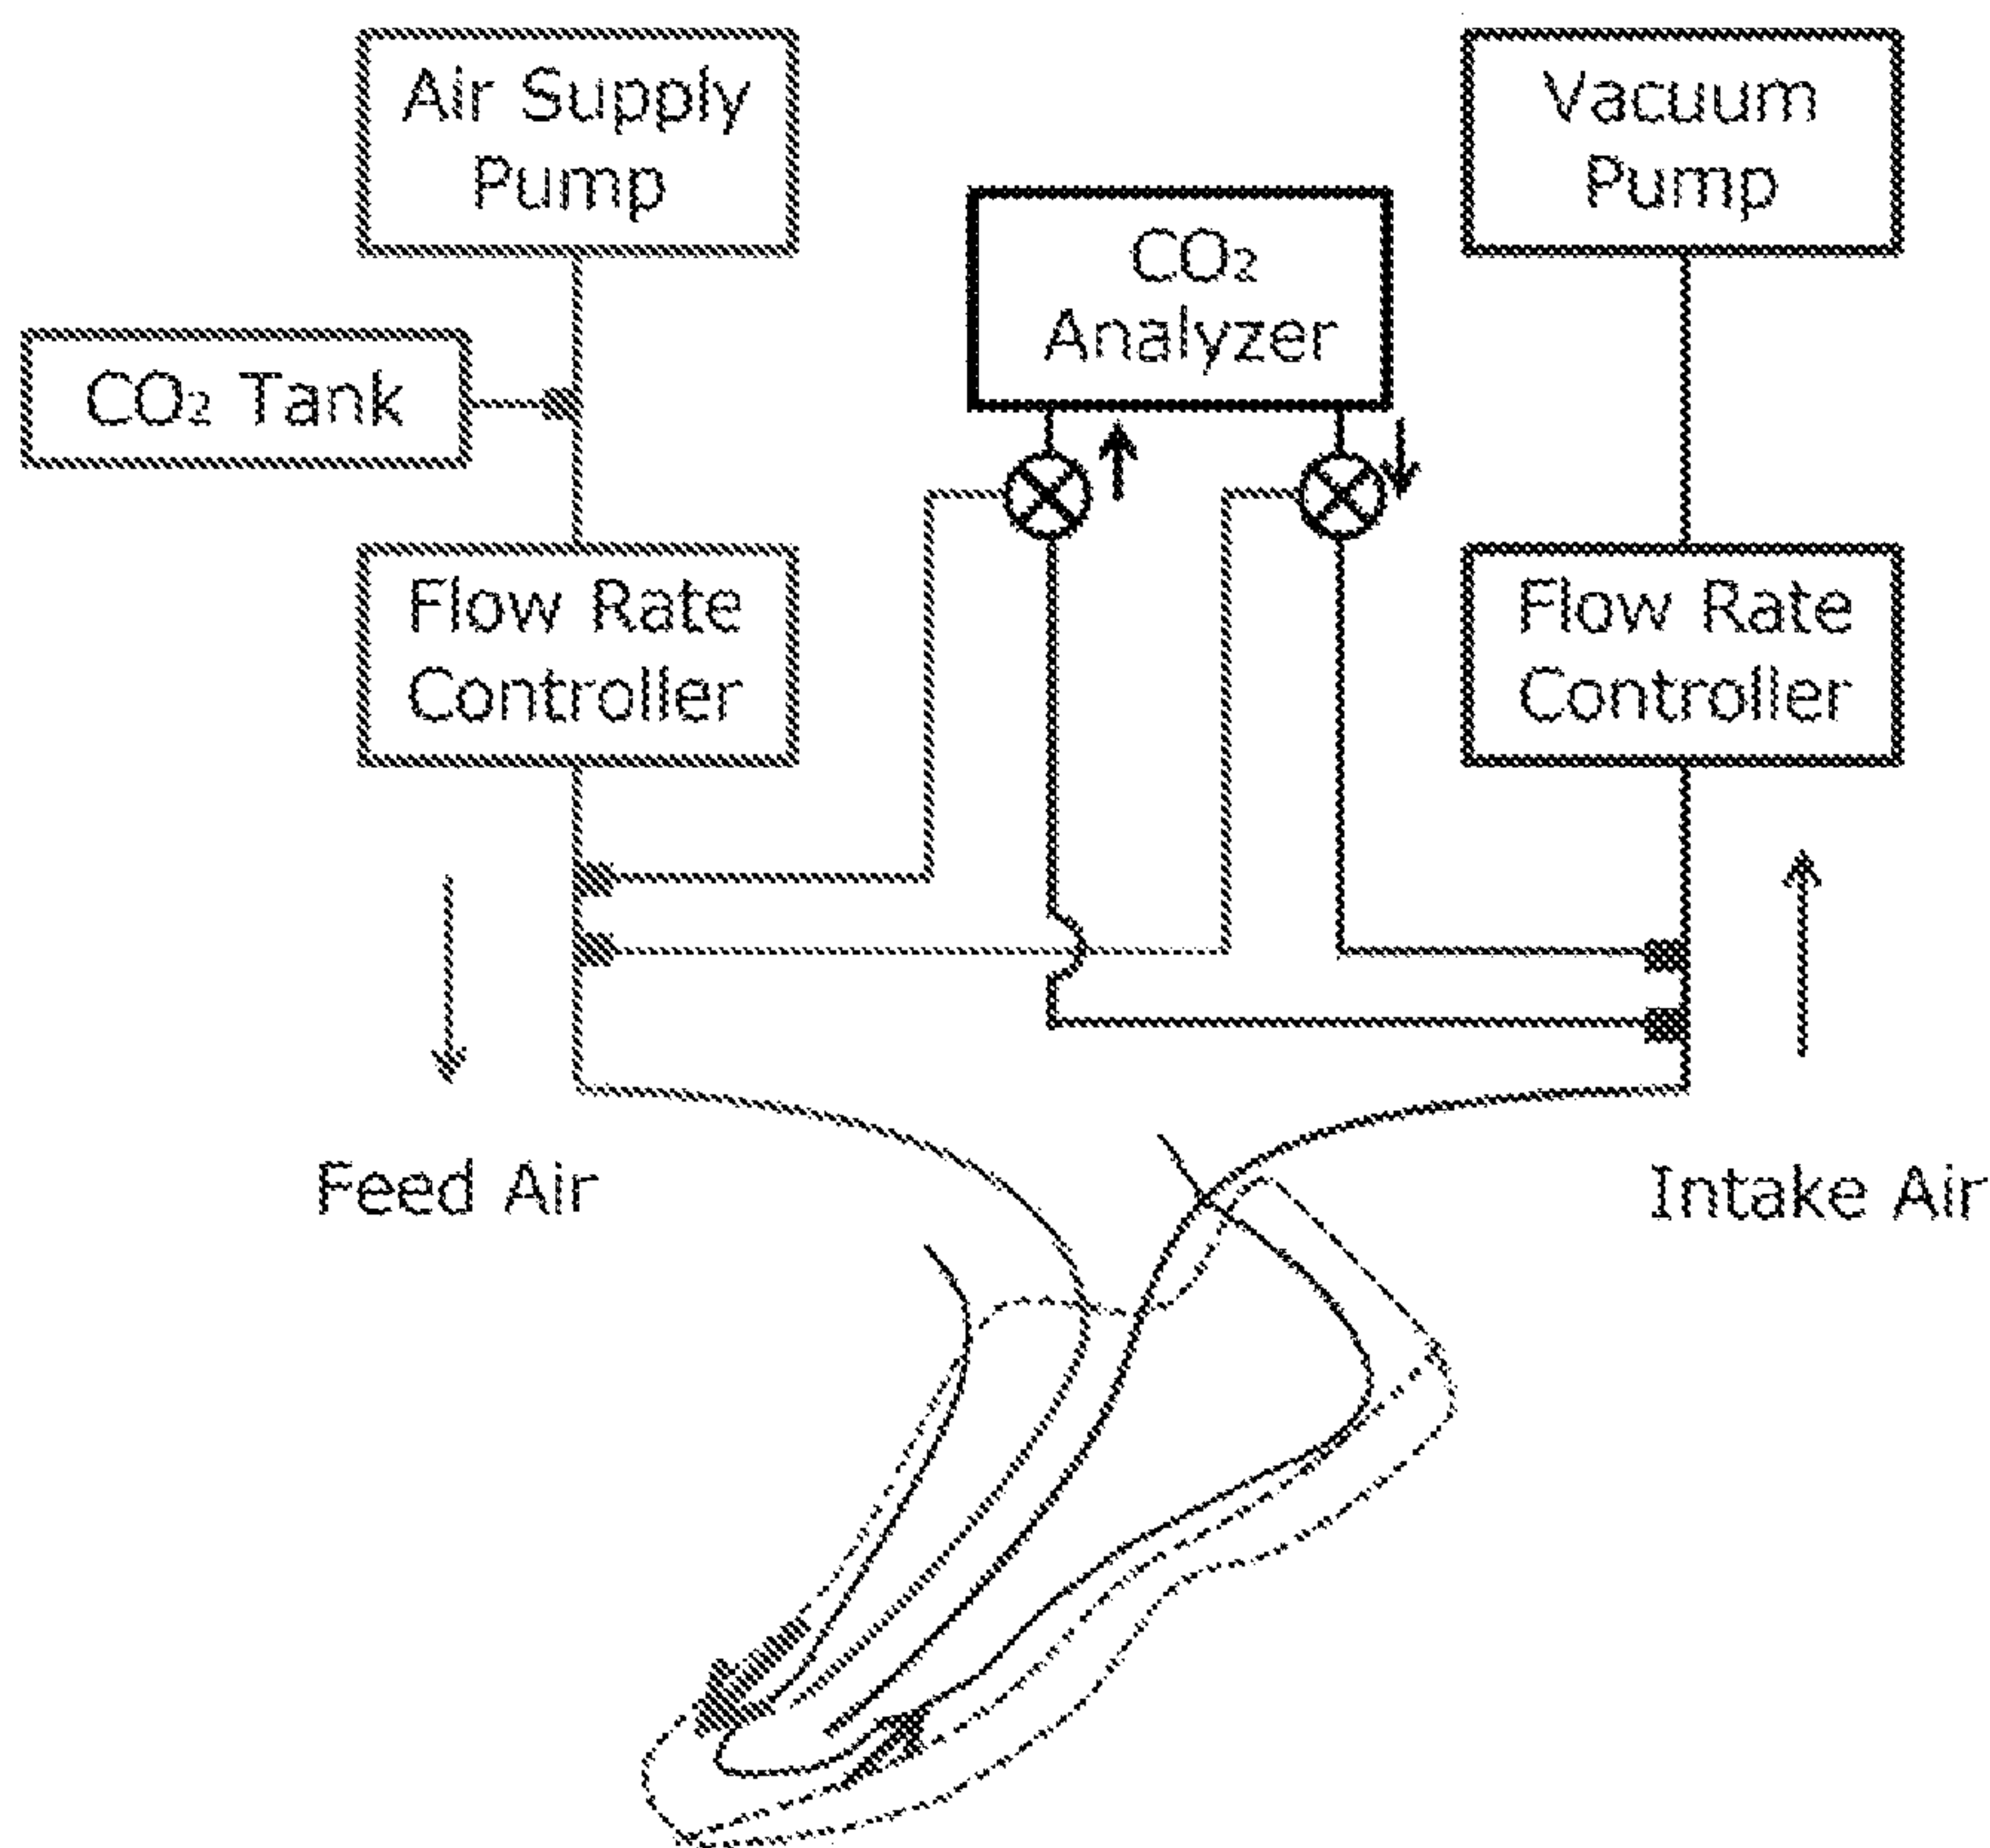 Air Supply
Pump
Vacuum
Pump
CO₂
Analyzer
CO₂ Tank
Flow Rate
Controller
Flow Rate
Controller
Feed Air
Intake Air